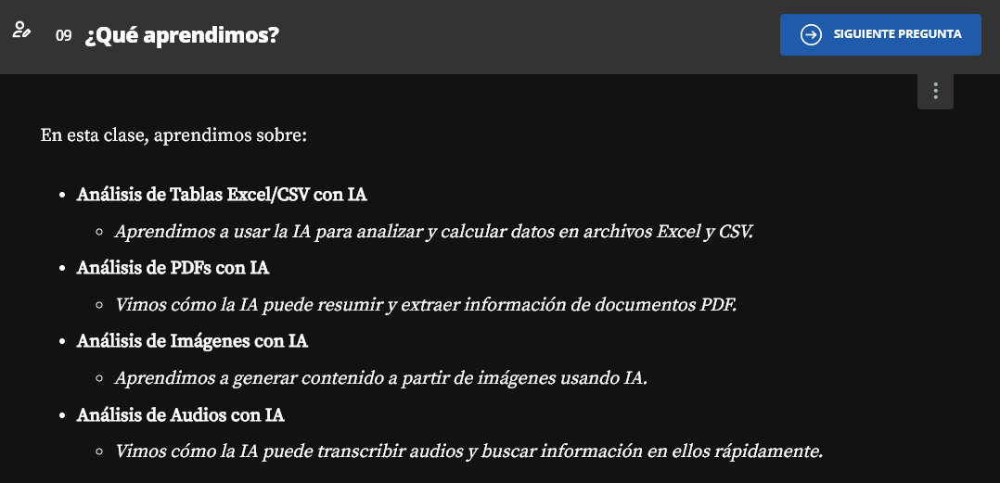 09 ¿Qué aprendimos?
SIGUIENTE PREGUNTA
En esta clase, aprendimos sobre:
Análisis de Tablas Excel/CSV con IA
Aprendimos a usar la IA para analizar y calcular datos en archivos Excel y CSV.
Análisis de PDFs con IA
Vimos cómo la IA puede resumir y extraer información de documentos PDF.
Análisis de Imágenes con IA
Aprendimos a generar contenido a partir de imágenes usando IA.
Análisis de Audios con IA
Vimos cómo la IA puede transcribir audios y buscar información en ellos rápidamente.